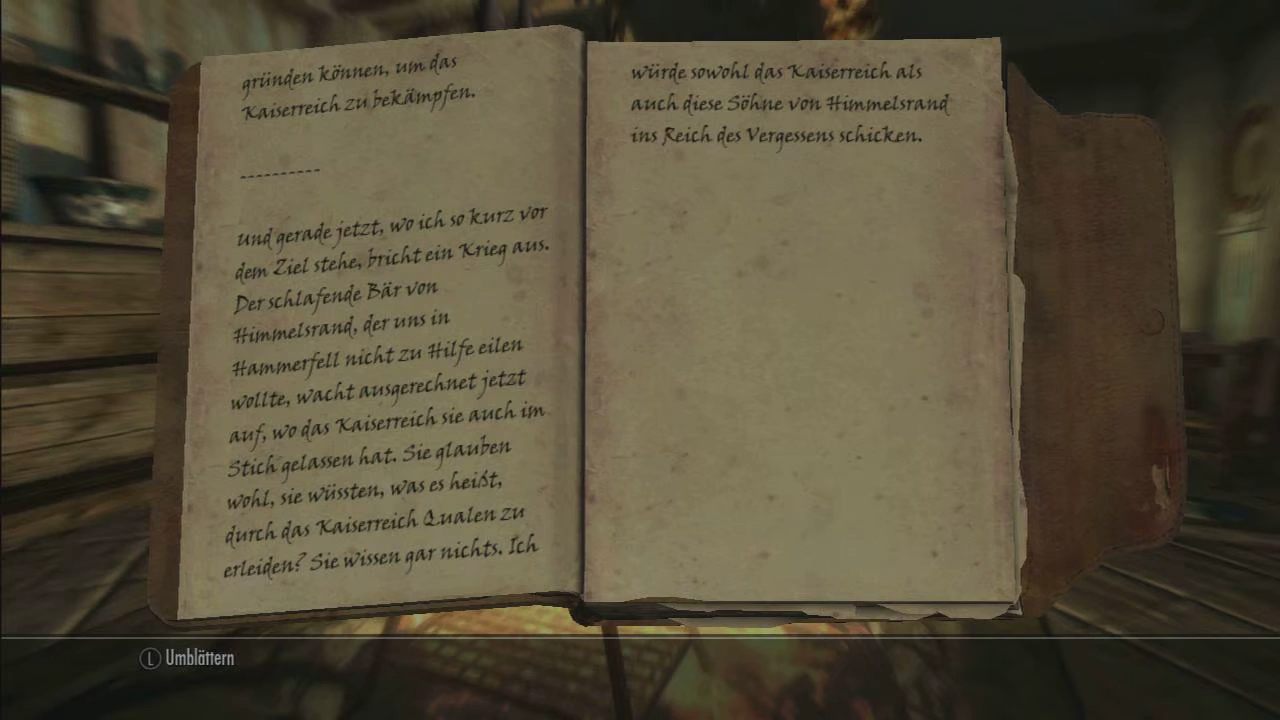 gründen können, um das
Kaiserreich zu bekämpfen.
----------
Und gerade jetzt, wo ich so kurz vor
dem Ziel stehe, bricht ein Krieg aus.
Der schlafende Bär von
Himmelsrand, der uns in
Hammerfell nicht zu Hilfe eilen
wollte, wacht ausgerechnet jetzt
auf, wo das Kaiserreich sie auch im
Stich gelassen hat. Sie glauben
wohl, sie wüssten, was es heißt,
durch das Kaiserreich Qualen zu
erleiden? Sie wissen gar nichts. Ich
würde sowohl das Kaiserreich als
auch diese Söhne von Himmelsrand
ins Reich des Vergessens schicken.
L Umblättern